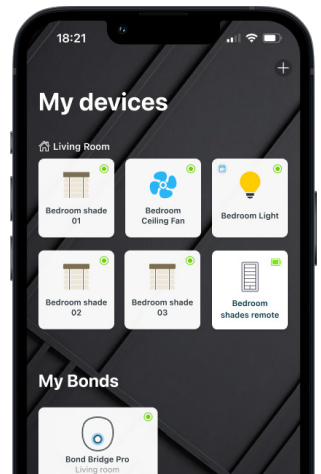 18:21
My devices
Living Room
Bedroom shade
01
Bedroom
Ceiling Fan
Bedroom Light
Bedroom shade
02
Bedroom shade
03
Bedroom
shades remote
My Bonds
Bond Bridge Pro
Living room